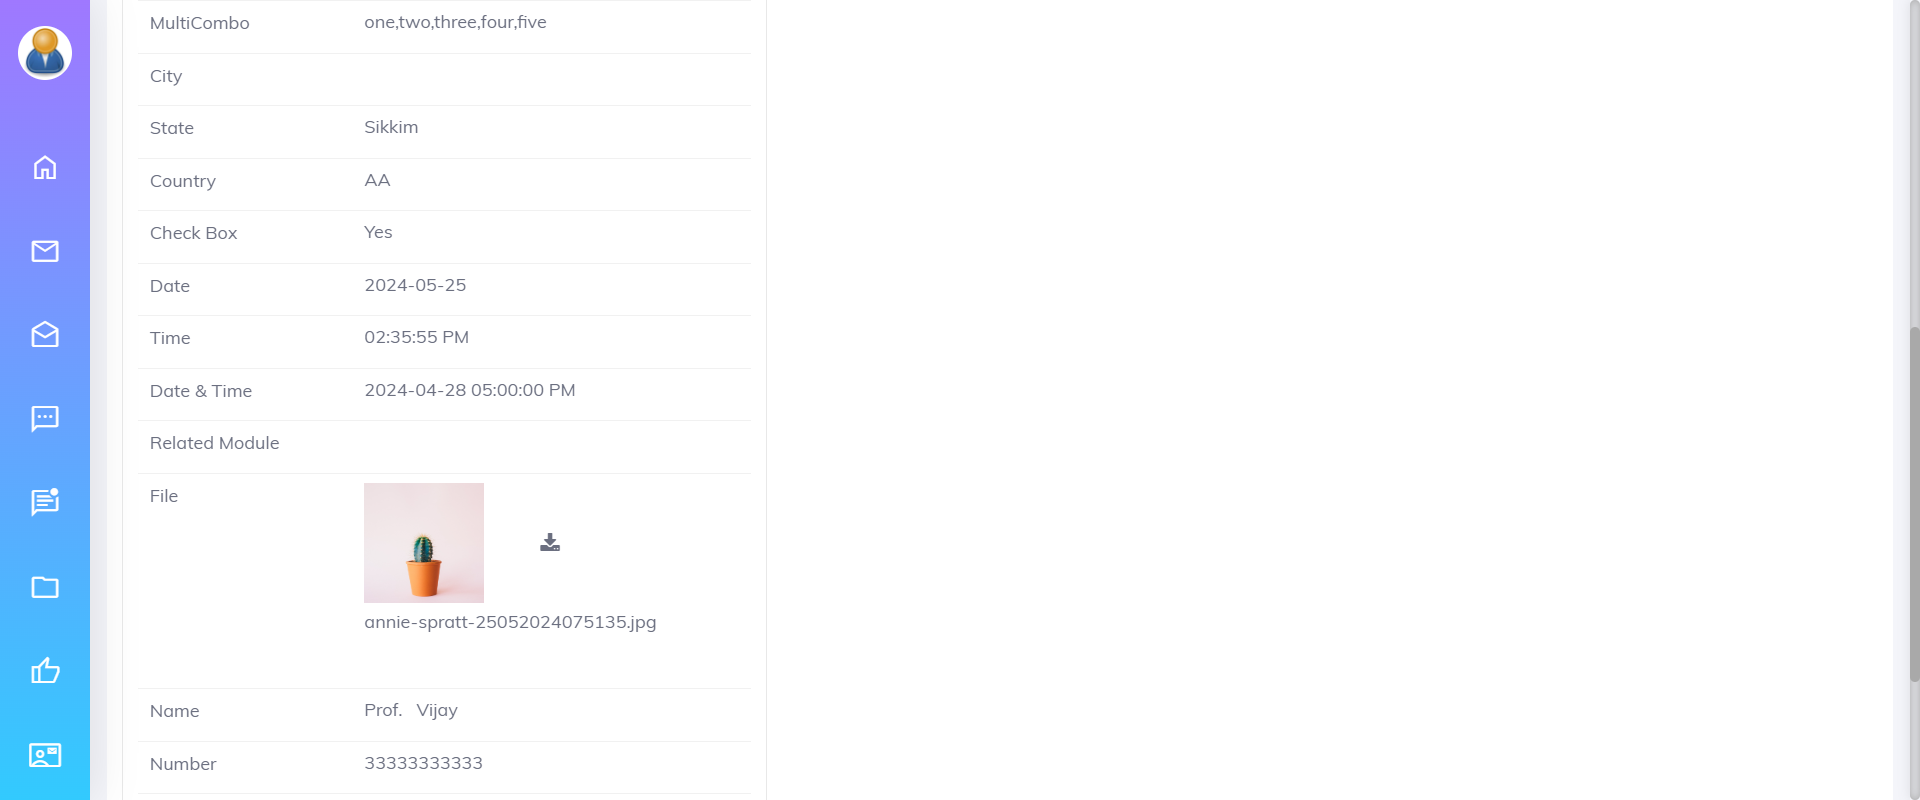 MultiCombo one,two,three,four,five
City
State Sikkim
Country AA
Check Box Yes
Date 2024-05-25
Time 02:35:55 PM
Date & Time 2024-04-28 05:00:00 PM
Related Module
File
annie-spratt-25052024075135.jpg
Name Prof. Vijay
Number 33333333333